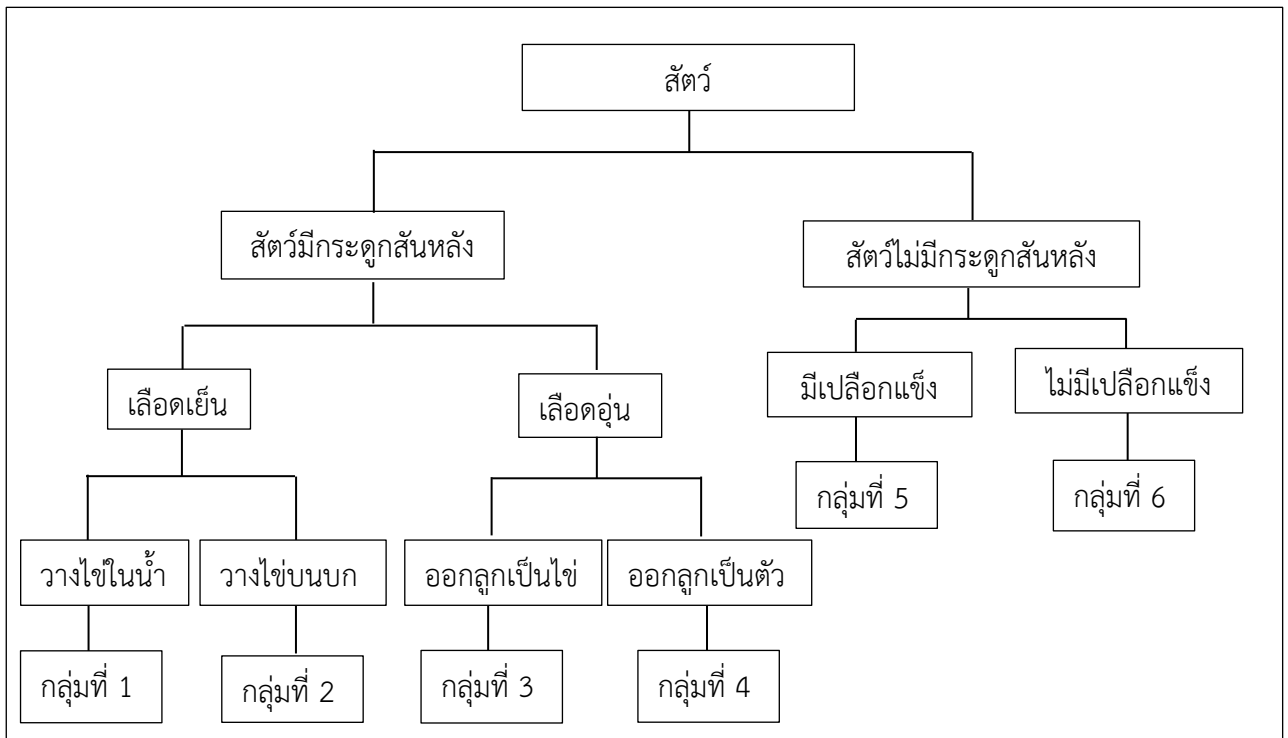 สัตว์
สัตว์มีกระดูกสันหลัง
สัตว์ไม่มีกระดูกสันหลัง
เลือดเย็น
เลือดอุ่น
มีเปลือกแข็ง
ไม่มีเปลือกแข็ง
กลุ่มที่ 5
กลุ่มที่ 6
วางไข่ในน้ำ
วางไข่บนบก
ออกลูกเป็นไข่
ออกลูกเป็นตัว
กลุ่มที่ 1
กลุ่มที่ 2
กลุ่มที่ 3
กลุ่มที่ 4